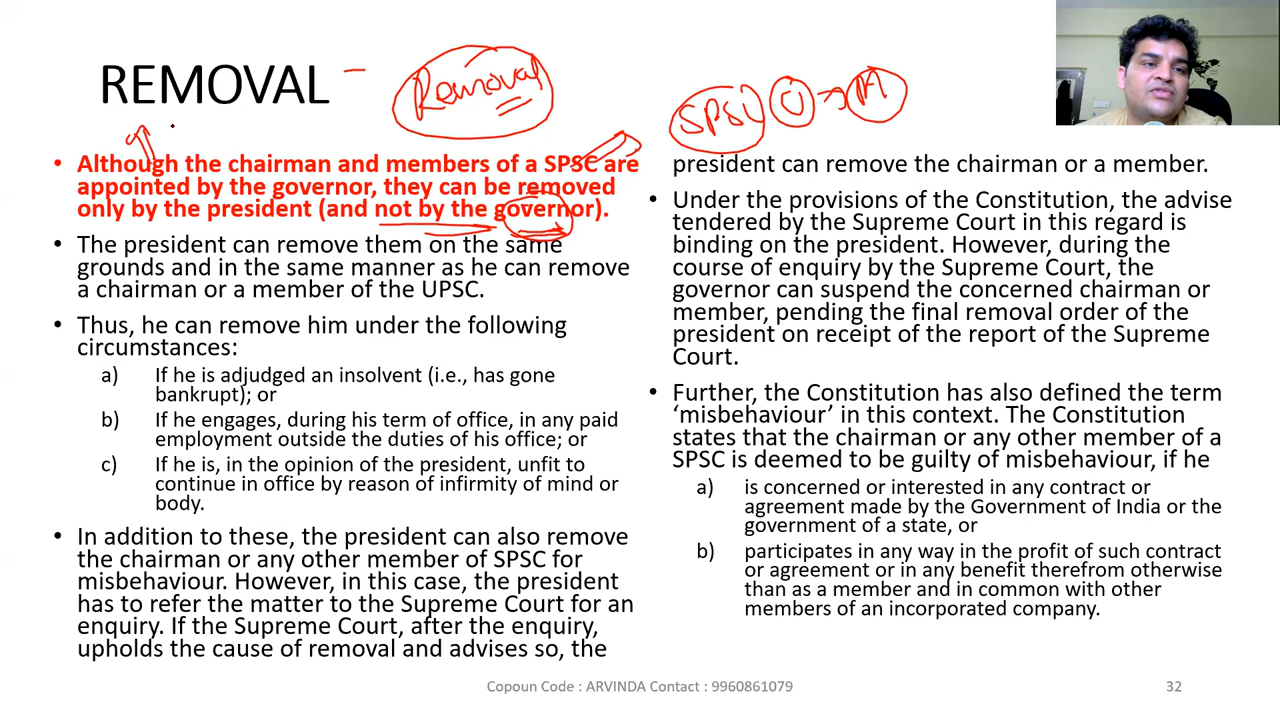 REMOVAL
Removal
SPSC
• Although the chairman and members of a SPSC are
appointed by the governor, they can be removed
only by the president (and not by the governor).
• The president can remove them on the same
grounds and in the same manner as he can remove
a chairman or a member of the UPSC.
• Thus, he can remove him under the following
circumstances:
a) If he is adjudged an insolvent (i.e., has gone
bankrupt); or
b) If he engages, during his term of office, in any paid
employment outside the duties of his office; or
c) If he is, in the opinion of the president, unfit to
continue in office by reason of infirmity of mind or
body.
• In addition to these, the president can also remove
the chairman or any other member of SPSC for
misbehaviour. However, in this case, the president
has to refer the matter to the Supreme Court for an
enquiry. If the Supreme Court, after the enquiry,
upholds the cause of removal and advises so, the
president can remove the chairman or a member.
• Under the provisions of the Constitution, the advise
tendered by the Supreme Court in this regard is
binding on the president. However, during the
course of enquiry by the Supreme Court, the
governor can suspend the concerned chairman or
member, pending the final removal order of the
president on receipt of the report of the Supreme
Court.
• Further, the Constitution has also defined the term
‘misbehaviour’ in this context. The Constitution
states that the chairman or any other member of a
SPSC is deemed to be guilty of misbehaviour, if he
a) is concerned or interested in any contract or
agreement made by the Government of India or the
government of a state, or
b) participates in any way in the profit of such contract
or agreement or in any benefit therefrom otherwise
than as a member and in common with other
members of an incorporated company.
Copoun Code : ARVINDA Contact : 9960861079
32